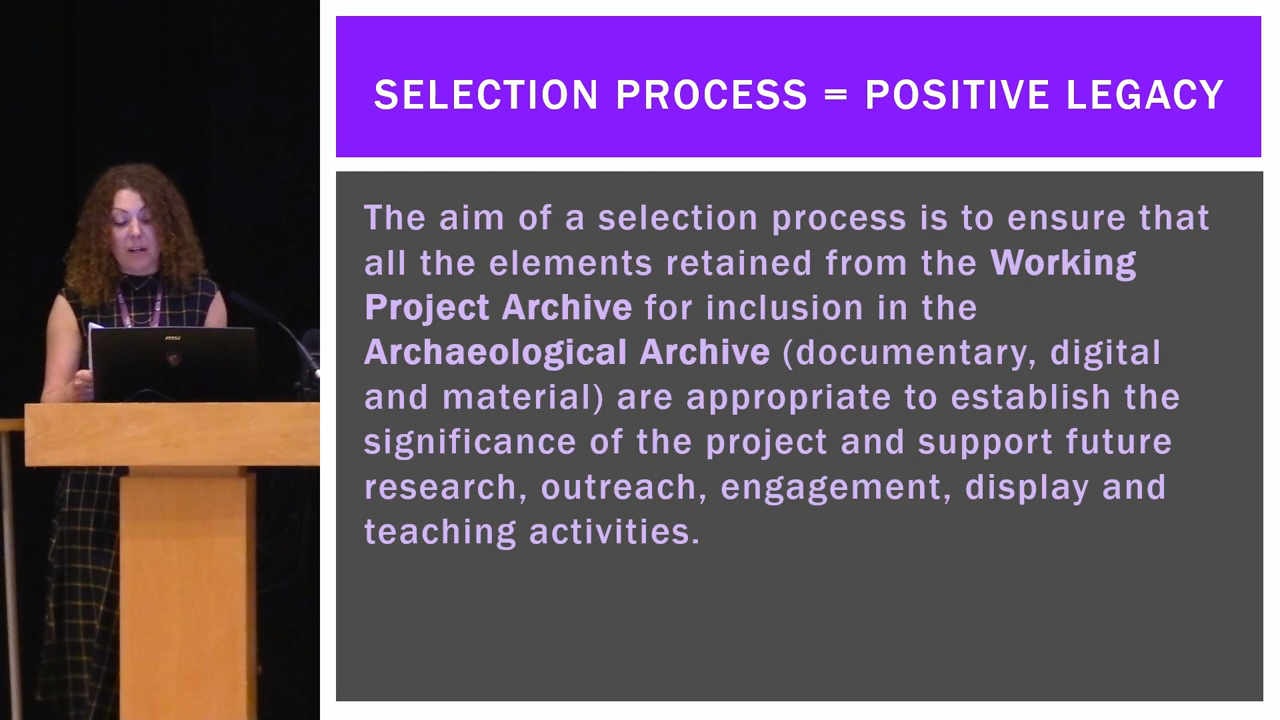 SELECTION PROCESS = POSITIVE LEGACY
The aim of a selection process is to ensure that
all the elements retained from the Working
Project Archive for inclusion in the
Archaeological Archive (documentary, digital
and material) are appropriate to establish the
significance of the project and support future
research, outreach, engagement, display and
teaching activities.
msi